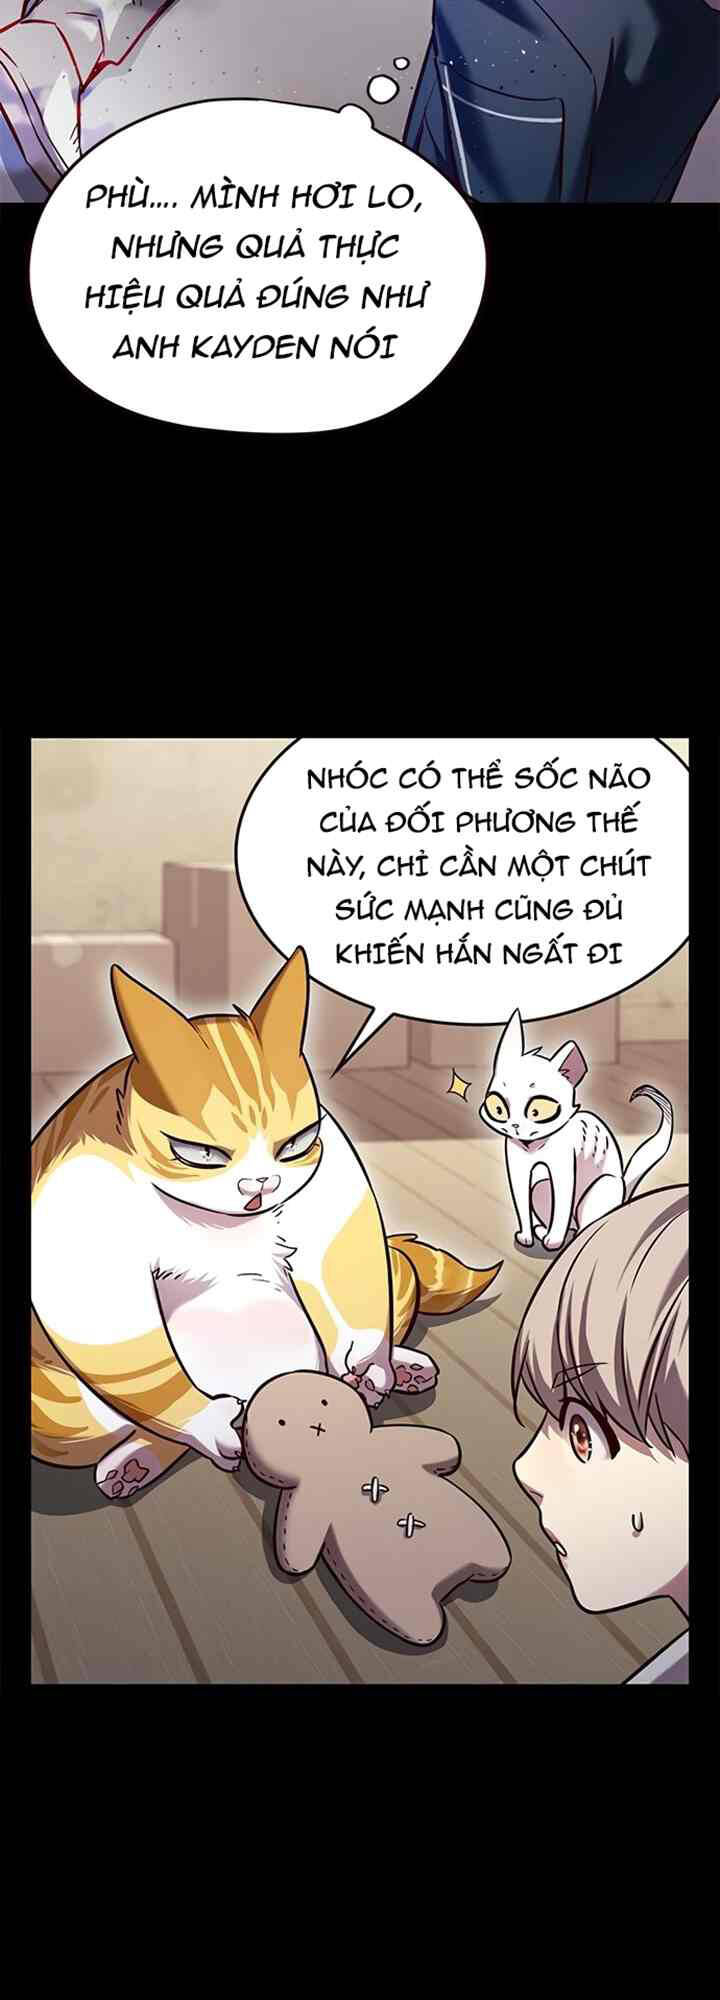 PHÙ.... MÌNH HƠI LO,
NHƯNG QUẢ THỰC
HIỆU QUẢ ĐÚNG NHƯ
ANH KAYDEN NÓI
NHÓC CÓ THỂ SỐC NÃO
CỦA ĐỐI PHƯƠNG THẾ
NÀY, CHỈ CẦN MỘT CHÚT
SỨC MẠNH CŨNG ĐỦ
KHIẾN HẮN NGẤT ĐI